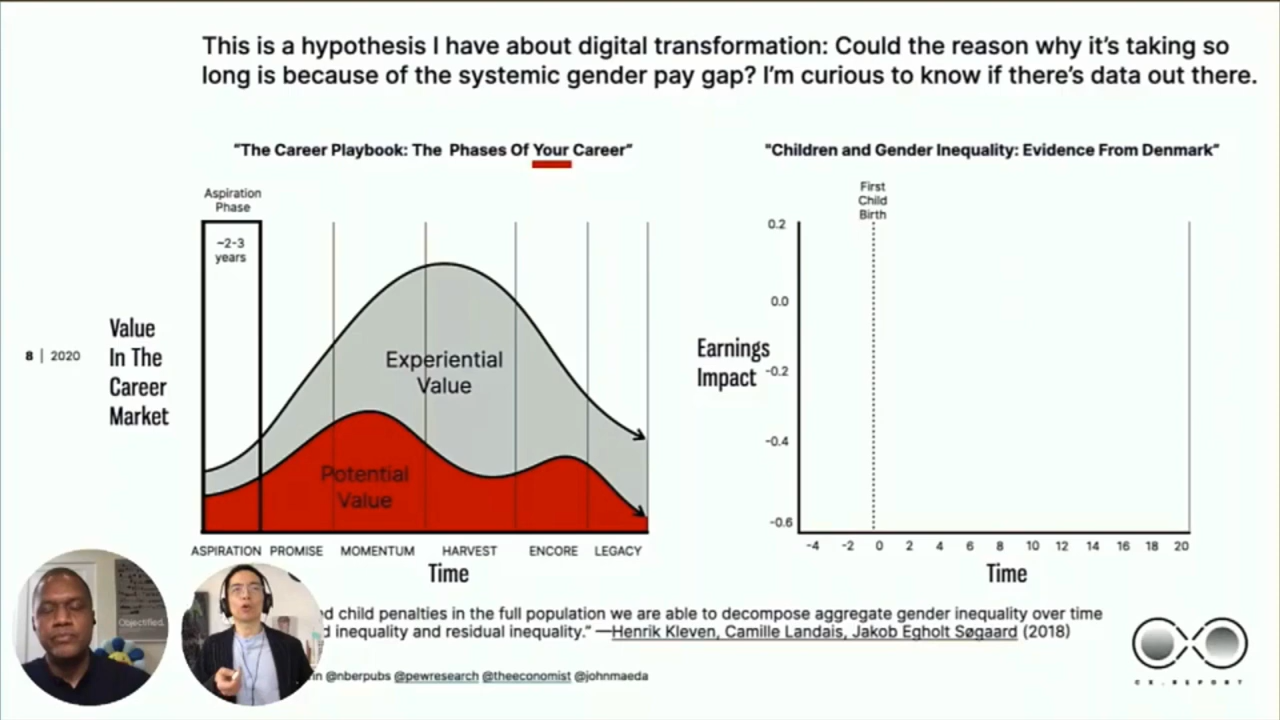 This is a hypothesis I have about digital transformation: Could the reason why it's taking so
long is because of the systemic gender pay gap? I'm curious to know if there's data out there.
"The Career Playbook: The Phases Of Your Career"
Aspiration
Phase
~2-3
years
Value
In The
Career
Market
8 | 2020
Experiential
Value
Potential
Value
ASPIRATION PROMISE MOMENTUM HARVEST ENCORE LEGACY
Time
"Children and Gender Inequality: Evidence From Denmark"
First
Child
Birth
0.2
0.0
-0.2
-0.4
-0.6
Earnings
Impact
-4 -2 0 2 4 6 8 10 12 14 16 18 20
Time
child penalties in the full population we are able to decompose aggregate gender inequality over time
inequality and residual inequality." —Henrik Kleven, Camille Landais, Jakob Egholt Søgaard (2018)
@nberpubs @pewresearch @theeconomist @johnmaeda
Objectified.
CX.REPORT